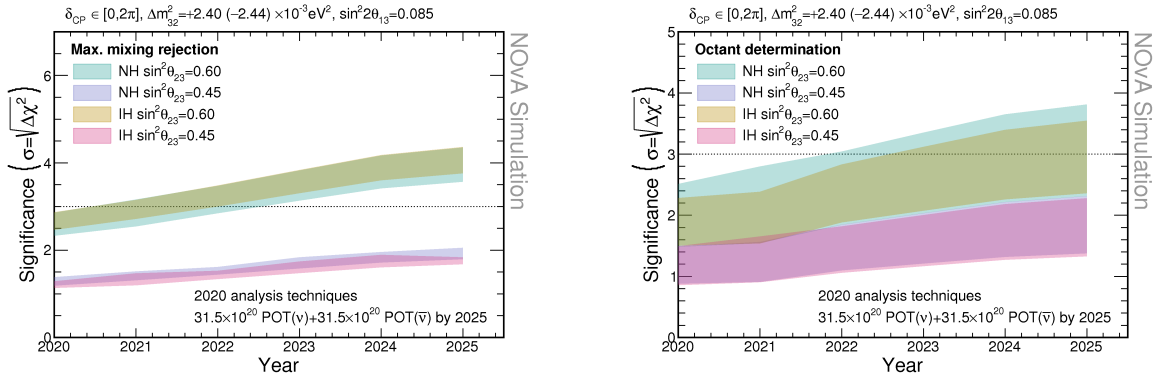 δCP ∈ [0,2π], Δm²₃₂=+2.40 (−2.44) ×10⁻³eV², sin²2θ₁₃=0.085
Max. mixing rejection
NH sin²θ₂₃=0.60
NH sin²θ₂₃=0.45
IH sin²θ₂₃=0.60
IH sin²θ₂₃=0.45
6
4
2
0
Significance (σ=√Δχ²)
NOvA Simulation
2020 analysis techniques
31.5×10²⁰ POT(ν)+31.5×10²⁰ POT(ν̅) by 2025
2020 2021 2022 2023 2024 2025
Year
δCP ∈ [0,2π], Δm²₃₂=+2.40 (−2.44) ×10⁻³eV², sin²2θ₁₃=0.085
Octant determination
NH sin²θ₂₃=0.60
NH sin²θ₂₃=0.45
IH sin²θ₂₃=0.60
IH sin²θ₂₃=0.45
5
4
3
2
1
0
Significance (σ=√Δχ²)
NOvA Simulation
2020 analysis techniques
31.5×10²⁰ POT(ν)+31.5×10²⁰ POT(ν̅) by 2025
2020 2021 2022 2023 2024 2025
Year